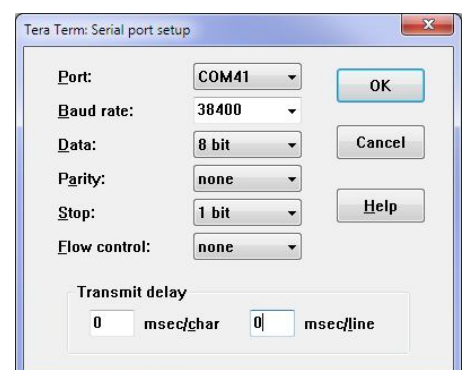 Tera Term: Serial port setup
Port: COM41 OK
Baud rate: 38400
Data: 8 bit Cancel
Parity: none
Stop: 1 bit Help
Flow control: none
Transmit delay
0 msec/char 0 msec/line